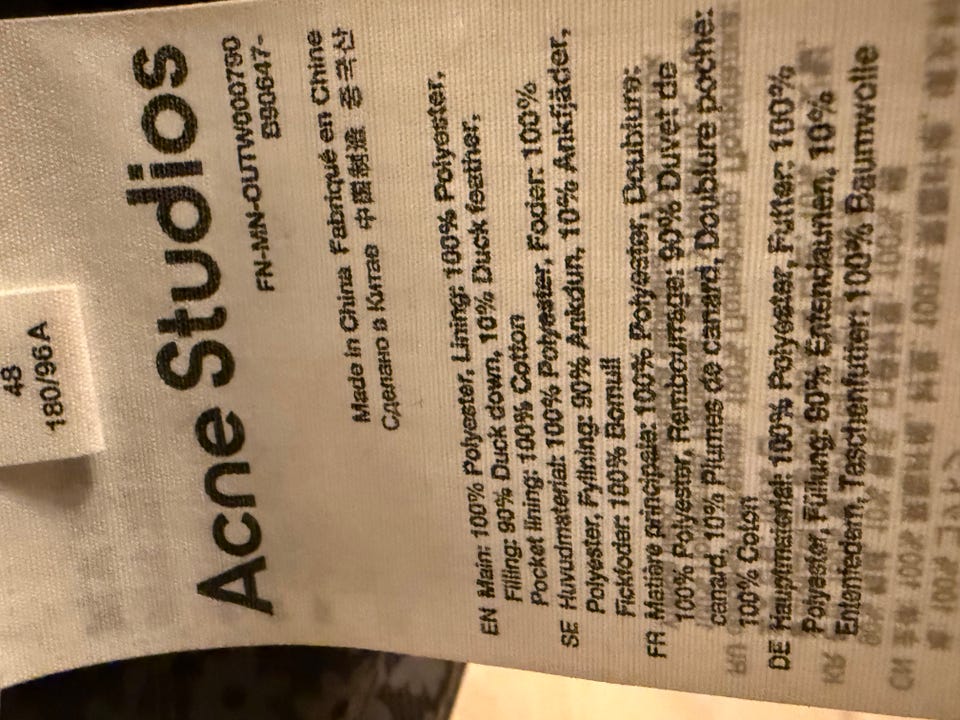 48
180/96A
Acne Studios
FN-MN-OUTW000790
B90647-
Made in China Fabriqué en Chine
Сделано в Китае 中國制造 중국산
EN Main: 100% Polyester, Lining: 100% Polyester,
Filling: 90% Duck down, 10% Duck feather,
Pocket lining: 100% Cotton
SE Huvudmaterial: 100% Polyester, Foder: 100%
Polyester, Fyllning: 90% Ankdun, 10% Ankfjäder,
Fickfoder: 100% Bomull
FR Matière principale: 100% Polyester, Doublure:
100% Polyester, Rembourrage: 90% Duvet de
canard, 10% Plumes de canard, Doublure poche:
100% Coton
DE Hauptmaterial: 100% Polyester, Futter: 100%
Polyester, Füllung: 90% Entendaunen, 10%
Entenfedern, Taschenfutter: 100% Baumwolle